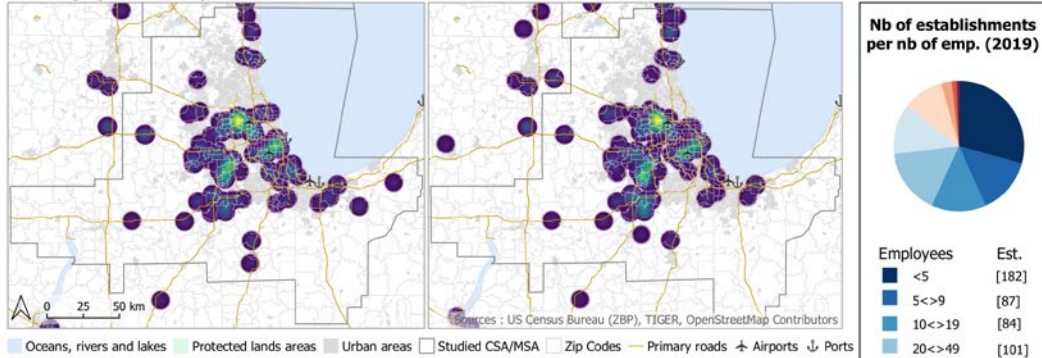 Nb of establishments
per nb of emp. (2019)
Employees Est.
<5 [182]
5<>9 [87]
10<>19 [84]
20<>49 [101]
0 25 50 km
Sources : US Census Bureau (ZBP), TIGER, OpenStreetMap Contributors
Oceans, rivers and lakes Protected lands areas Urban areas Studied CSA/MSA Zip Codes Primary roads Airports Ports